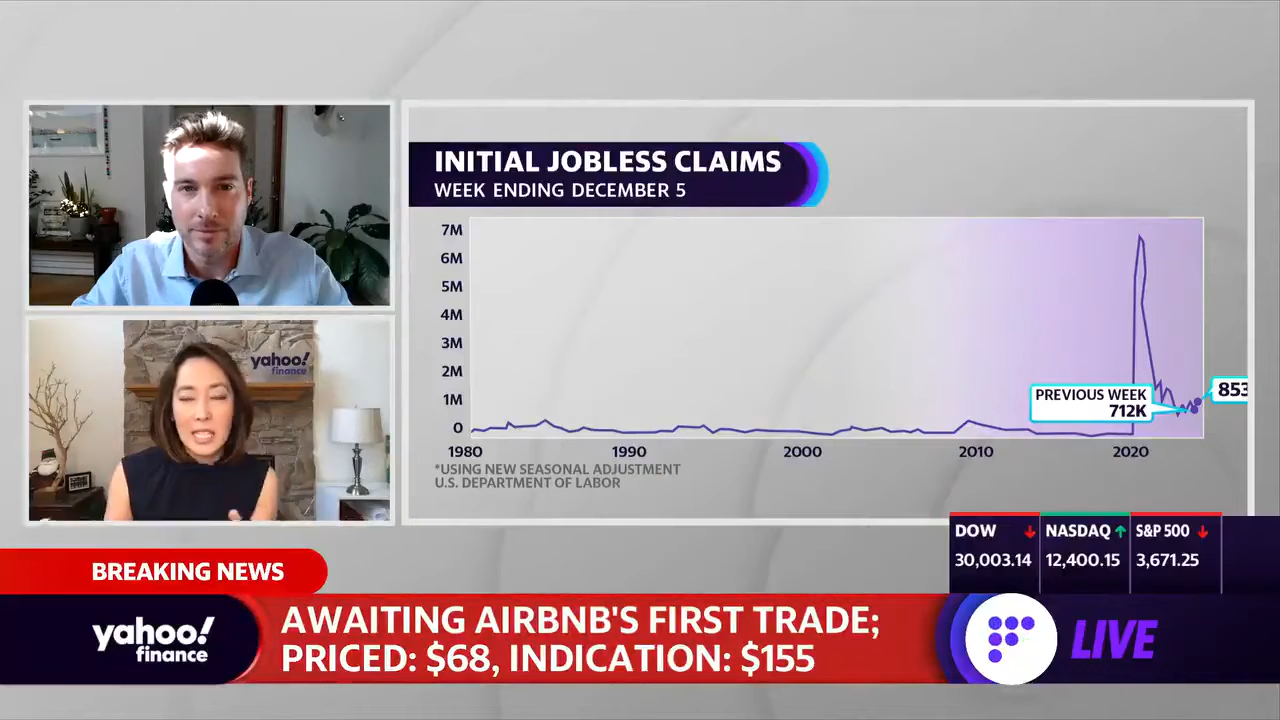 yahoo!
finance
INITIAL JOBLESS CLAIMS
WEEK ENDING DECEMBER 5
7M
6M
5M
4M
3M
2M
1M
0
PREVIOUS WEEK
712K
853
1980 1990 2000 2010 2020
*USING NEW SEASONAL ADJUSTMENT
U.S. DEPARTMENT OF LABOR
DOW NASDAQ S&P 500
30,003.14 12,400.15 3,671.25
BREAKING NEWS
yahoo!
finance
AWAITING AIRBNB'S FIRST TRADE;
PRICED: $68, INDICATION: $155
LIVE